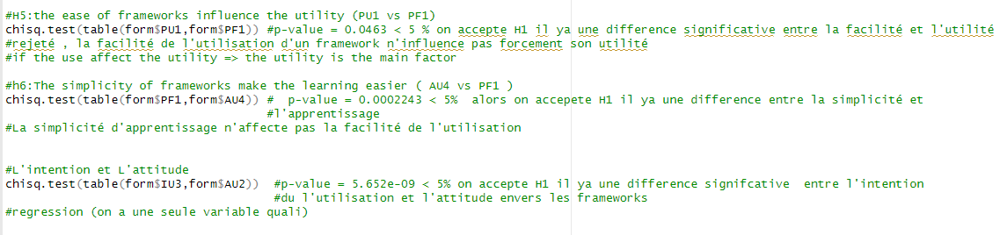 #H5:the ease of frameworks influence the utility (PU1 vs PF1)
chisq.test(table(form$PU1,form$PF1)) #p-value = 0.0463 < 5 % on accepte H1 il ya une difference significative entre la facilité et l'utilité
#rejeté , la facilité de l'utilisation d'un framework n'influence pas forcement son utilité
#if the use affect the utility => the utility is the main factor
#h6:The simplicity of frameworks make the learning easier ( AU4 vs PF1 )
chisq.test(table(form$PF1,form$AU4)) #  p-value = 0.0002243 < 5%  alors on accepete H1 il ya une difference entre la simplicité et
#l'apprentissage
#La simplicité d'apprentissage n'affecte pas la facilité de l'utilisation
#L'intention et L'attitude
chisq.test(table(form$IU3,form$AU2))  #p-value = 5.652e-09 < 5% on accepte H1 il ya une difference signifcative  entre l'intention
#du l'utilisation et l'attitude envers les frameworks
#regression (on a une seule variable quali)